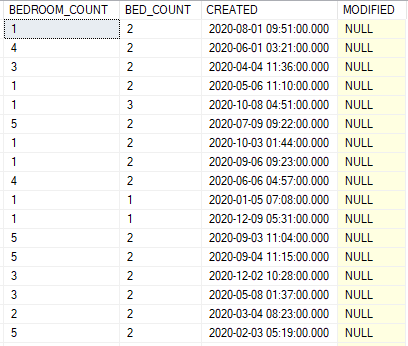 BEDROOM_COUNT BED_COUNT CREATED MODIFIED
1 2 2020-08-01 09:51:00.000 NULL
4 2 2020-06-01 03:21:00.000 NULL
3 2 2020-04-04 11:36:00.000 NULL
1 2 2020-05-06 11:10:00.000 NULL
1 3 2020-10-08 04:51:00.000 NULL
5 2 2020-07-09 09:22:00.000 NULL
1 2 2020-10-03 01:44:00.000 NULL
1 2 2020-09-06 09:23:00.000 NULL
4 2 2020-06-06 04:57:00.000 NULL
1 1 2020-01-05 07:08:00.000 NULL
1 1 2020-12-09 05:31:00.000 NULL
5 2 2020-09-03 11:04:00.000 NULL
5 2 2020-09-04 11:15:00.000 NULL
3 2 2020-12-02 10:28:00.000 NULL
3 2 2020-05-08 01:37:00.000 NULL
2 2 2020-03-04 08:23:00.000 NULL
5 2 2020-02-03 05:19:00.000 NULL